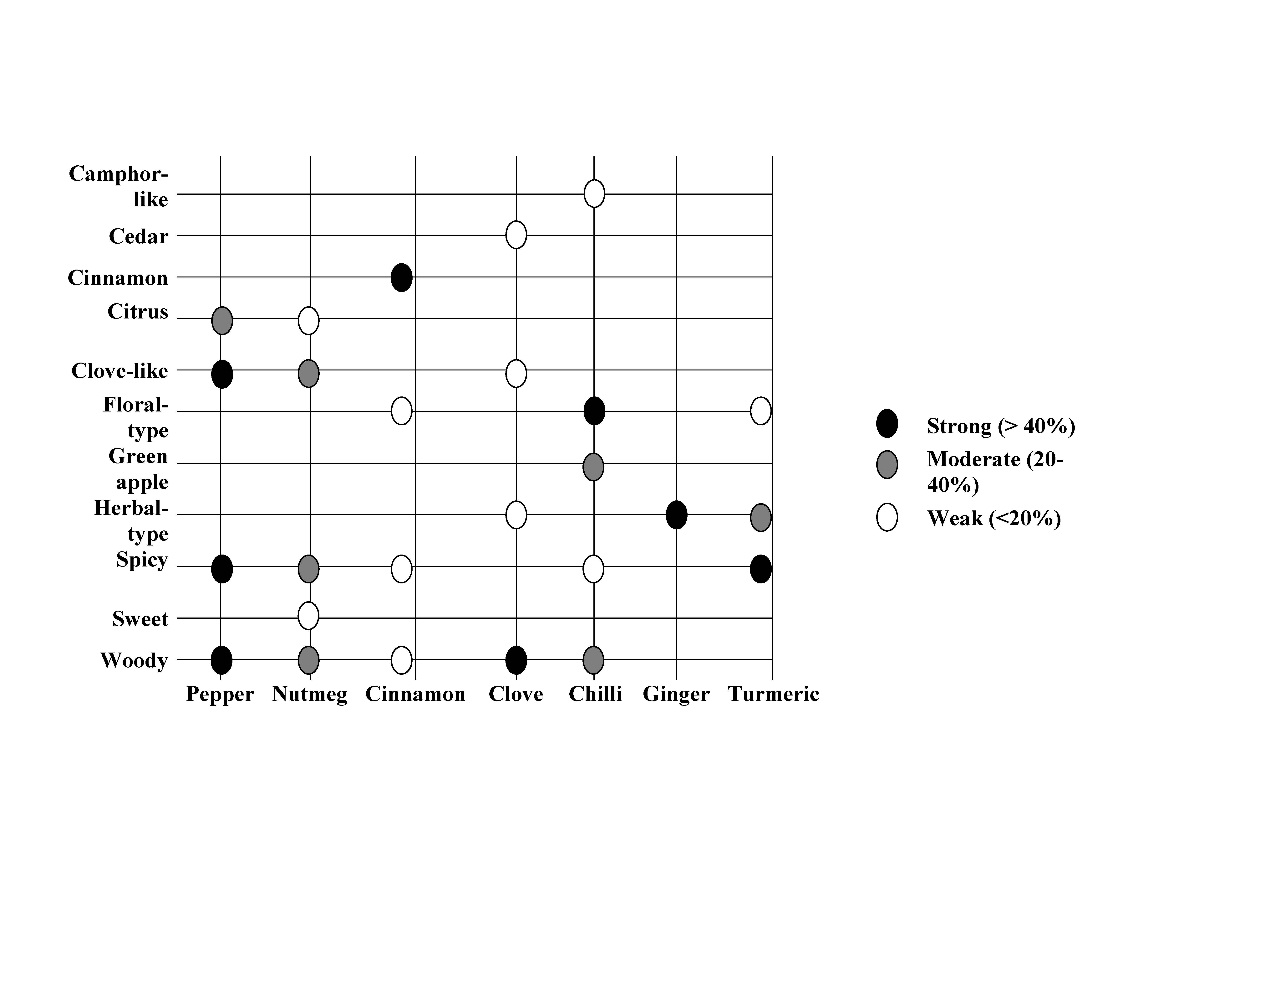 Camphor-
like
Cedar
Cinnamon
Citrus
Clove-like
Floral-
type
Green
apple
Herbal-
type
Spicy
Sweet
Woody
Pepper Nutmeg Cinnamon Clove Chilli Ginger Turmeric
Strong (> 40%)
Moderate (20-
40%)
Weak (<20%)